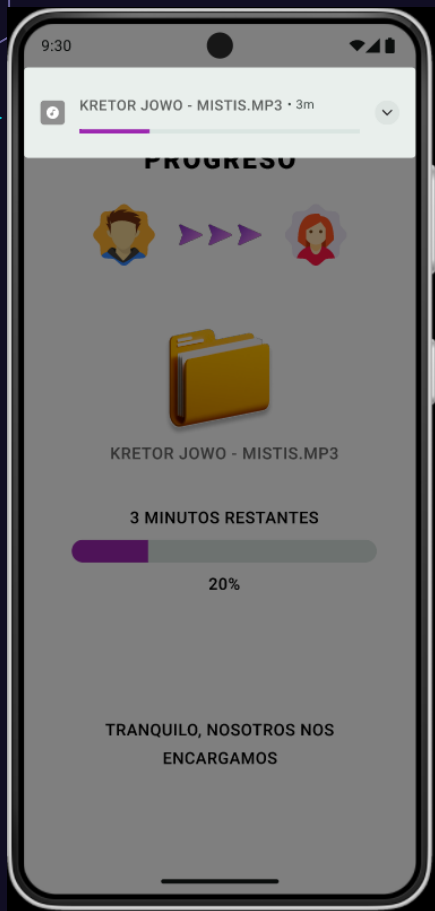 9:30
KRETOR JOWO - MISTIS.MP3 • 3m
PROGRESO
KRETOR JOWO - MISTIS.MP3
3 MINUTOS RESTANTES
20%
TRANQUILO, NOSOTROS NOS
ENCARGAMOS